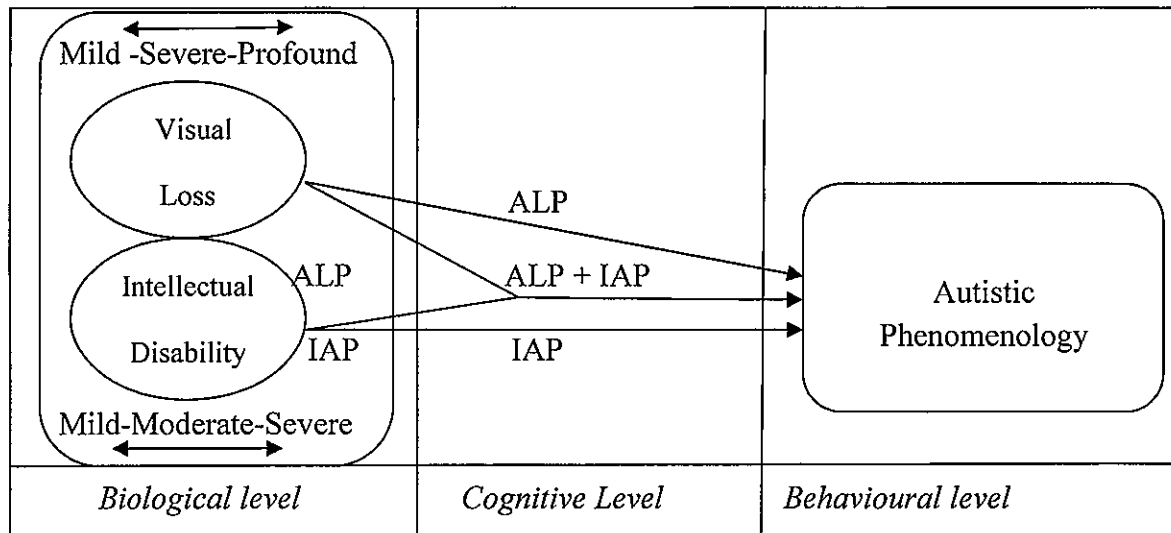 Mild -Severe-Profound
Visual
Loss
ALP
ALP
ALP + IAP
Intellectual
Disability
IAP
IAP
Autistic
Phenomenology
Mild-Moderate-Severe
Biological level
Cognitive Level
Behavioural level